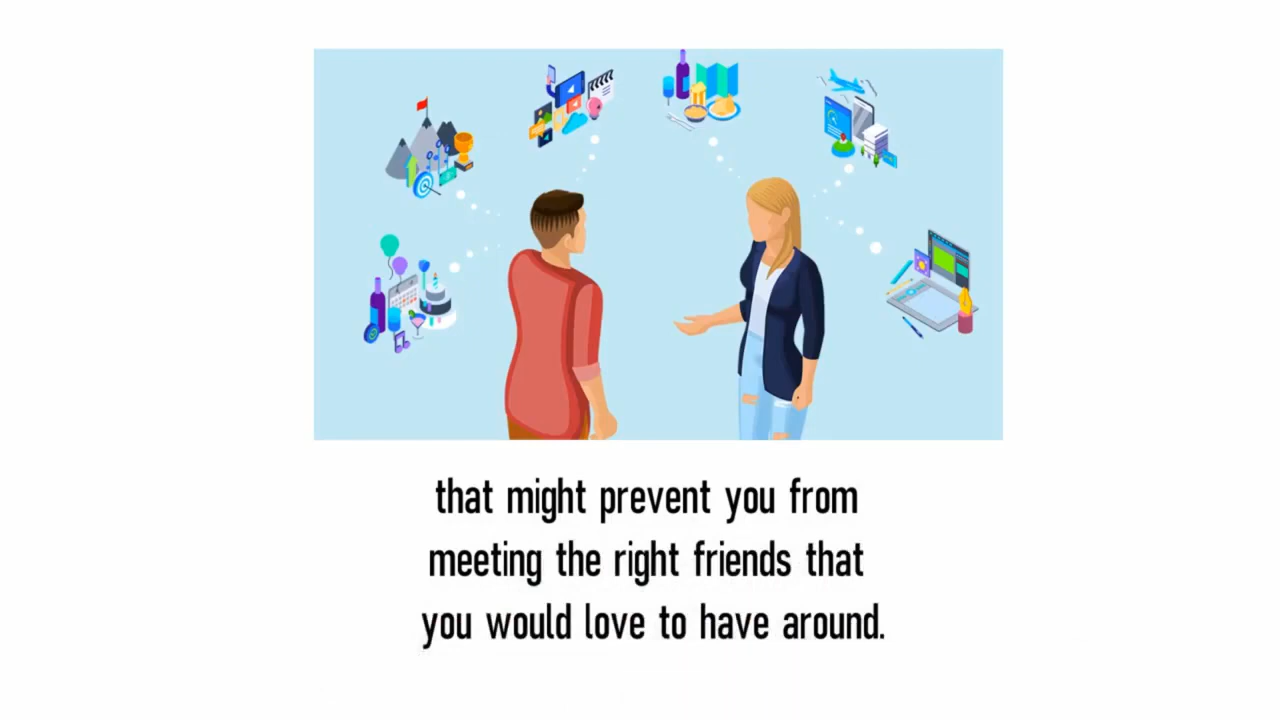 that might prevent you from
meeting the right friends that
you would love to have around.